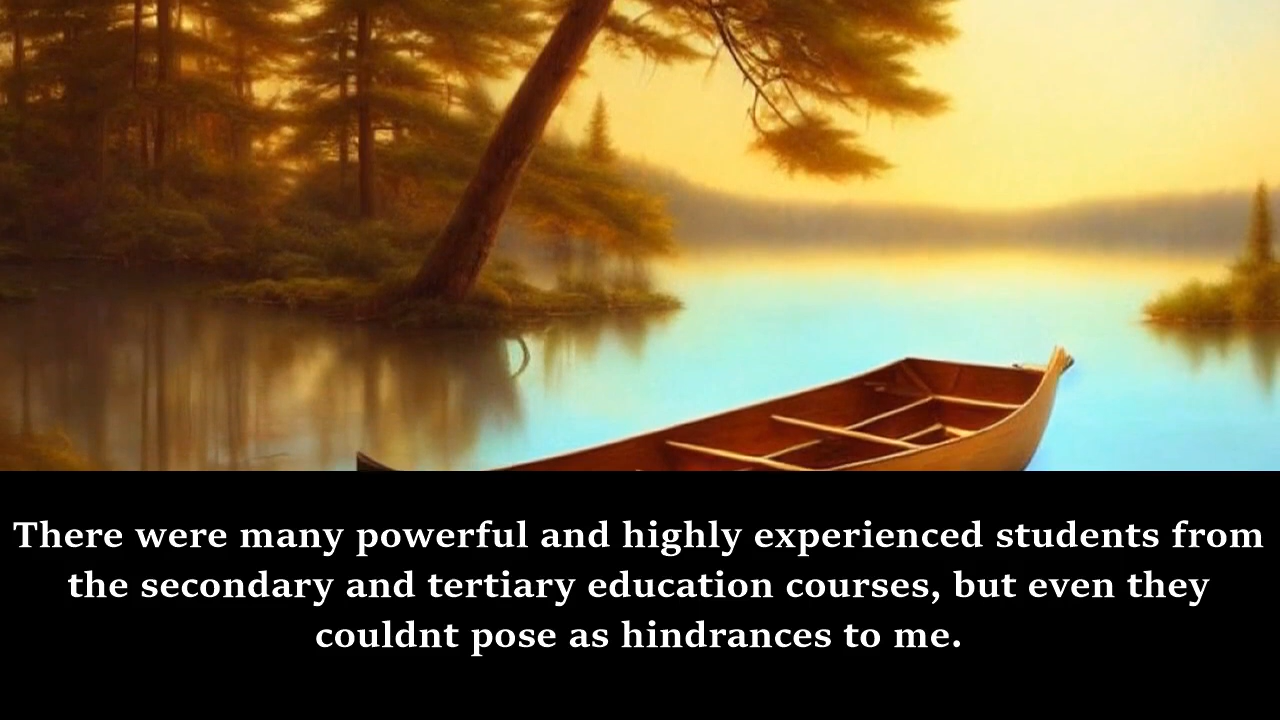 There were many powerful and highly experienced students from
the secondary and tertiary education courses, but even they
couldnt pose as hindrances to me.